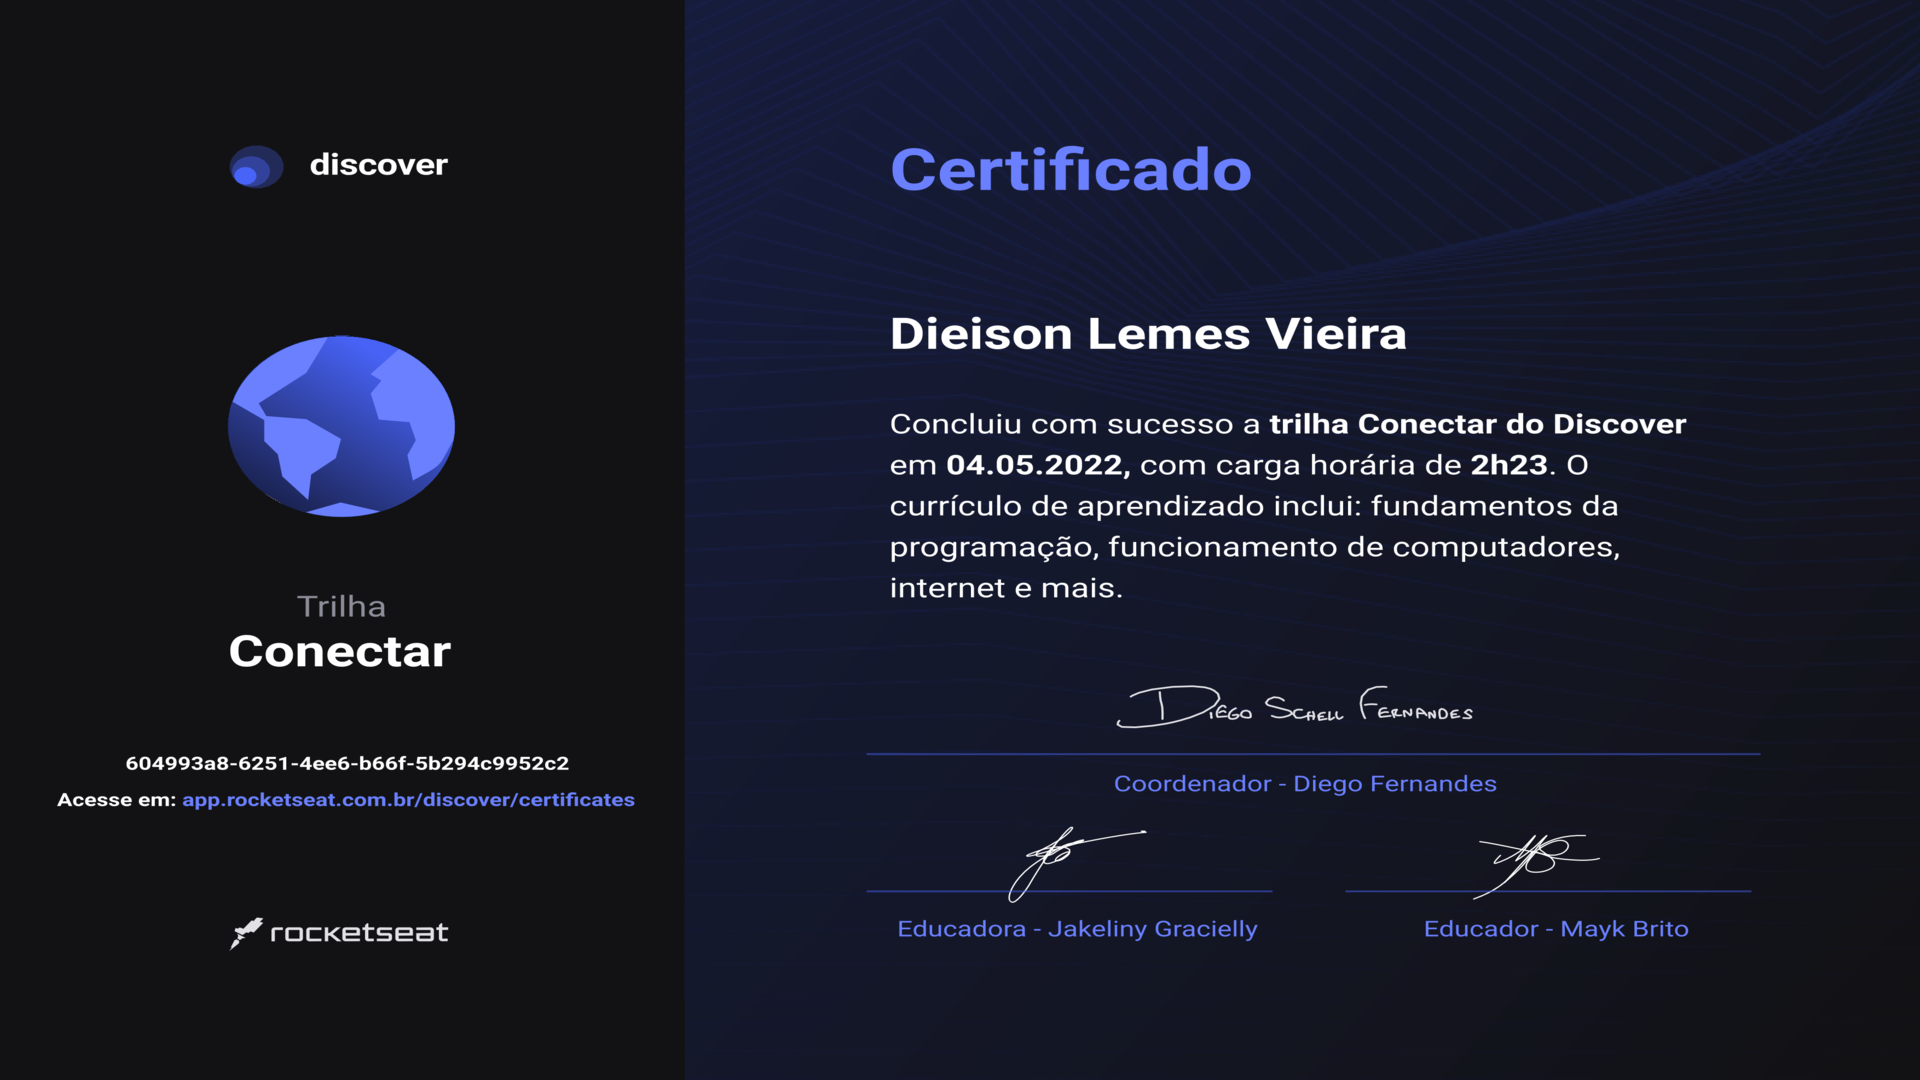 discover
Trilha
Conectar
604993a8-6251-4ee6-b66f-5b294c9952c2
Acesse em: app.rocketseat.com.br/discover/certificates
rocketseat
Certificado
Dieison Lemes Vieira
Concluiu com sucesso a trilha Conectar do Discover
em 04.05.2022, com carga horária de 2h23. O
currículo de aprendizado inclui: fundamentos da
programação, funcionamento de computadores,
internet e mais.
Diego Schell Fernandes
Coordenador - Diego Fernandes
Educadora - Jakeliny Gracielly
Educador - Mayk Brito